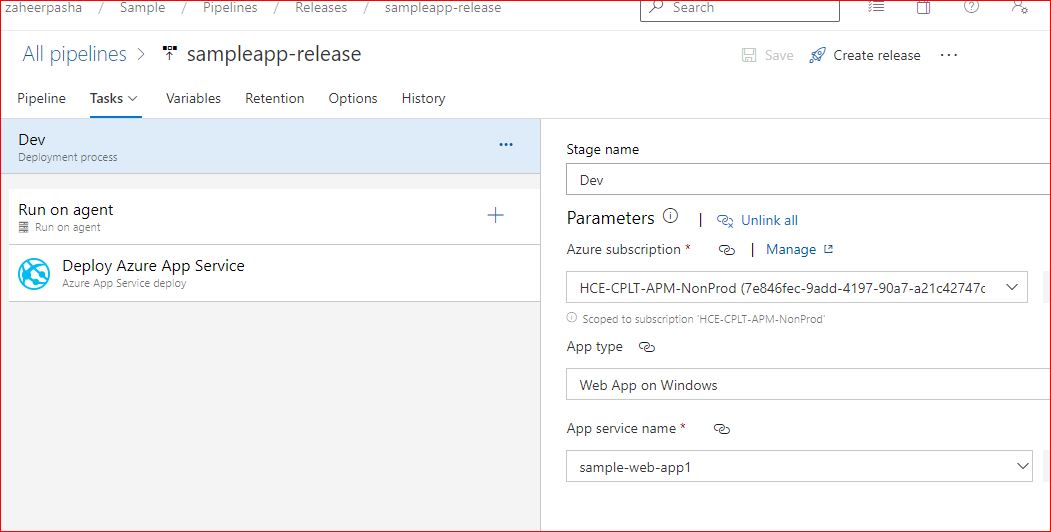 zaheerpasha / Sample / Pipelines / Releases / sampleapp-release
Search
All pipelines > sampleapp-release
Save Create release ...
Pipeline Tasks Variables Retention Options History
Dev
Deployment process
Run on agent
Run on agent
Deploy Azure App Service
Azure App Service deploy
Stage name
Dev
Parameters | Unlink all
Azure subscription * | Manage
HCE-CPLT-APM-NonProd (7e846fec-9add-4197-90a7-a21c42747c
Scoped to subscription 'HCE-CPLT-APM-NonProd'
App type
Web App on Windows
App service name *
sample-web-app1